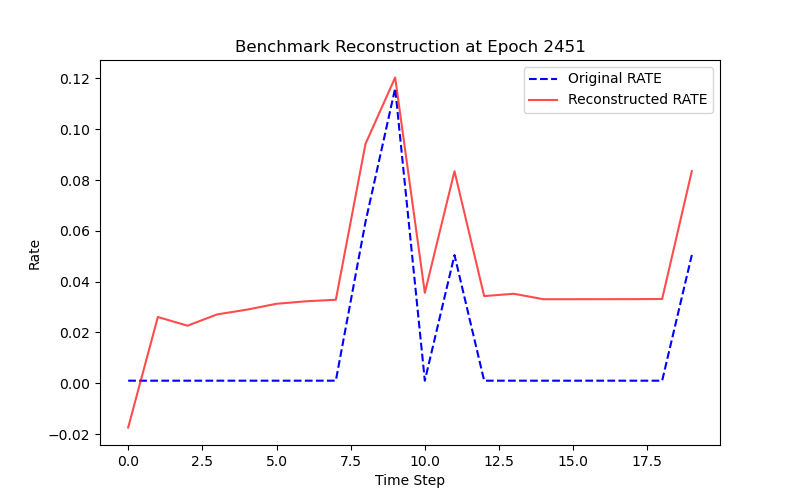 Benchmark Reconstruction at Epoch 2451
Original RATE
Reconstructed RATE
0.12
0.10
0.08
0.06
0.04
0.02
0.00
−0.02
Rate
0.0 2.5 5.0 7.5 10.0 12.5 15.0 17.5
Time Step